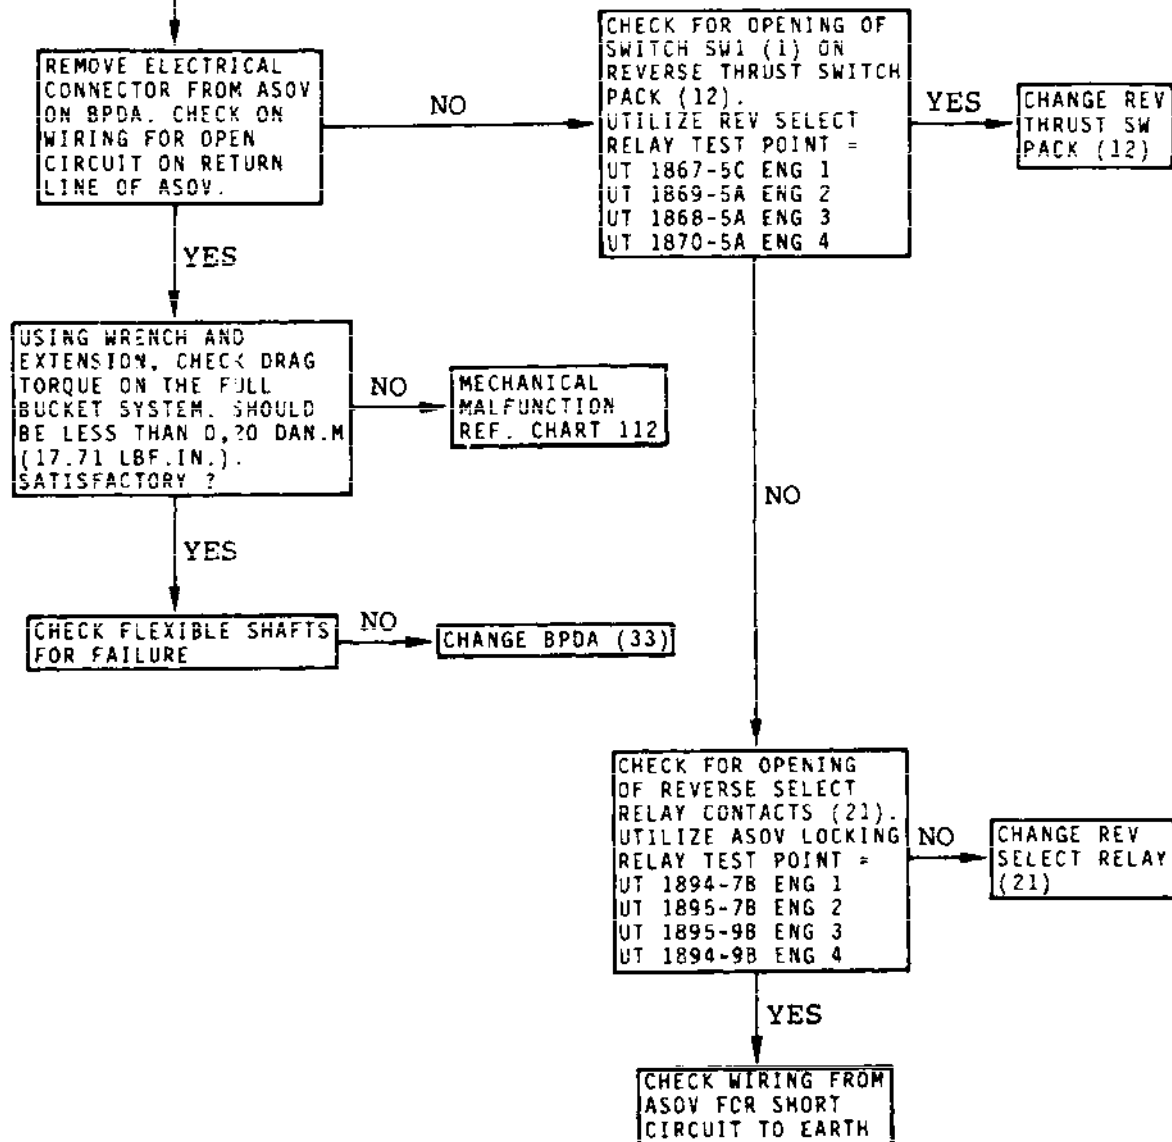 REMOVE ELECTRICAL
CONNECTOR FROM ASOV
ON BPDA. CHECK ON
WIRING FOR OPEN
CIRCUIT ON RETURN
LINE OF ASOV.
NO
CHECK FOR OPENING OF
SWITCH SW1 (1) ON
REVERSE THRUST SWITCH
PACK (12).
UTILIZE REV SELECT
RELAY TEST POINT =
UT 1867-5C ENG 1
UT 1869-5A ENG 2
UT 1868-5A ENG 3
UT 1870-5A ENG 4
YES
CHANGE REV
THRUST SW
PACK (12)
YES
USING WRENCH AND
EXTENSION, CHECK DRAG
TORQUE ON THE FULL
BUCKET SYSTEM. SHOULD
BE LESS THAN 0,20 DAN.M
(17.71 LBF.IN.).
SATISFACTORY ?
NO
MECHANICAL
MALFUNCTION
REF. CHART 112
NO
YES
CHECK FLEXIBLE SHAFTS
FOR FAILURE
NO
CHANGE BPDA (33)
CHECK FOR OPENING
OF REVERSE SELECT
RELAY CONTACTS (21).
UTILIZE ASOV LOCKING
RELAY TEST POINT =
UT 1894-7B ENG 1
UT 1895-7B ENG 2
UT 1895-9B ENG 3
UT 1894-9B ENG 4
NO
CHANGE REV
SELECT RELAY
(21)
YES
CHECK WIRING FROM
ASOV FOR SHORT
CIRCUIT TO EARTH